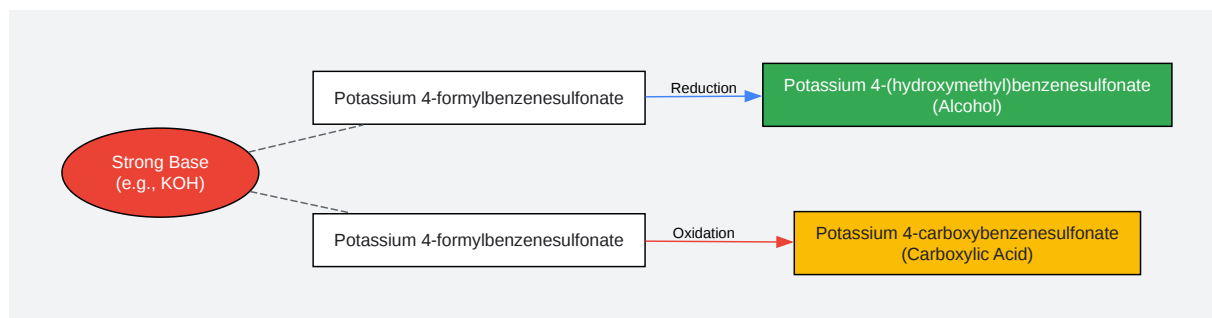 Potassium 4-formylbenzenesulfonate
Reduction
Potassium 4-(hydroxymethyl)benzenesulfonate
(Alcohol)
Strong Base
(e.g., KOH)
Potassium 4-formylbenzenesulfonate
Oxidation
Potassium 4-carboxybenzenesulfonate
(Carboxylic Acid)